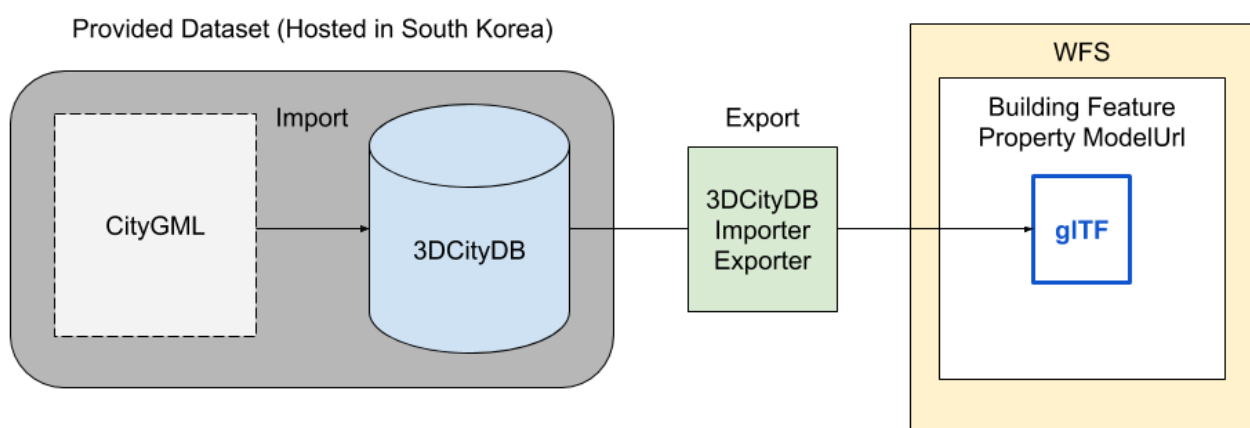 Provided Dataset (Hosted in South Korea)
Import
CityGML
3DCityDB
Export
3DCityDB
Importer
Exporter
WFS
Building Feature
Property ModelUrl
glTF